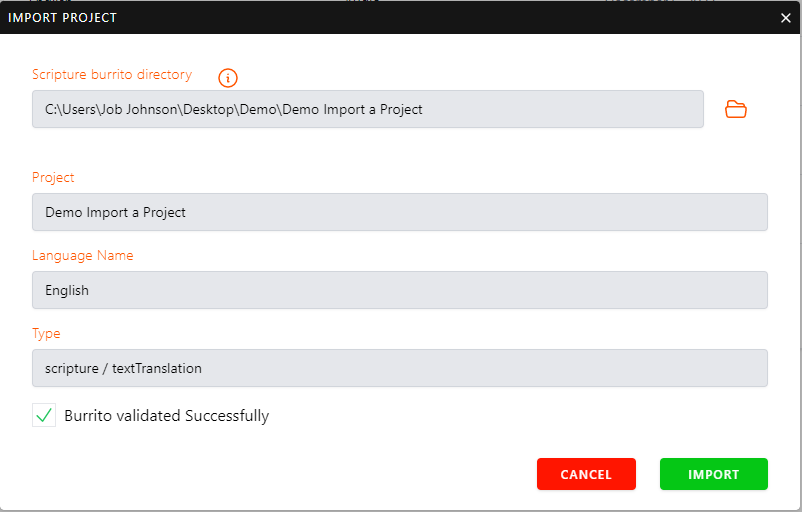 IMPORT PROJECT
Scripture burrito directory
C:\Users\Job Johnson\Desktop\Demo\Demo Import a Project
Project
Demo Import a Project
Language Name
English
Type
scripture / textTranslation
Burrito validated Successfully
CANCEL IMPORT